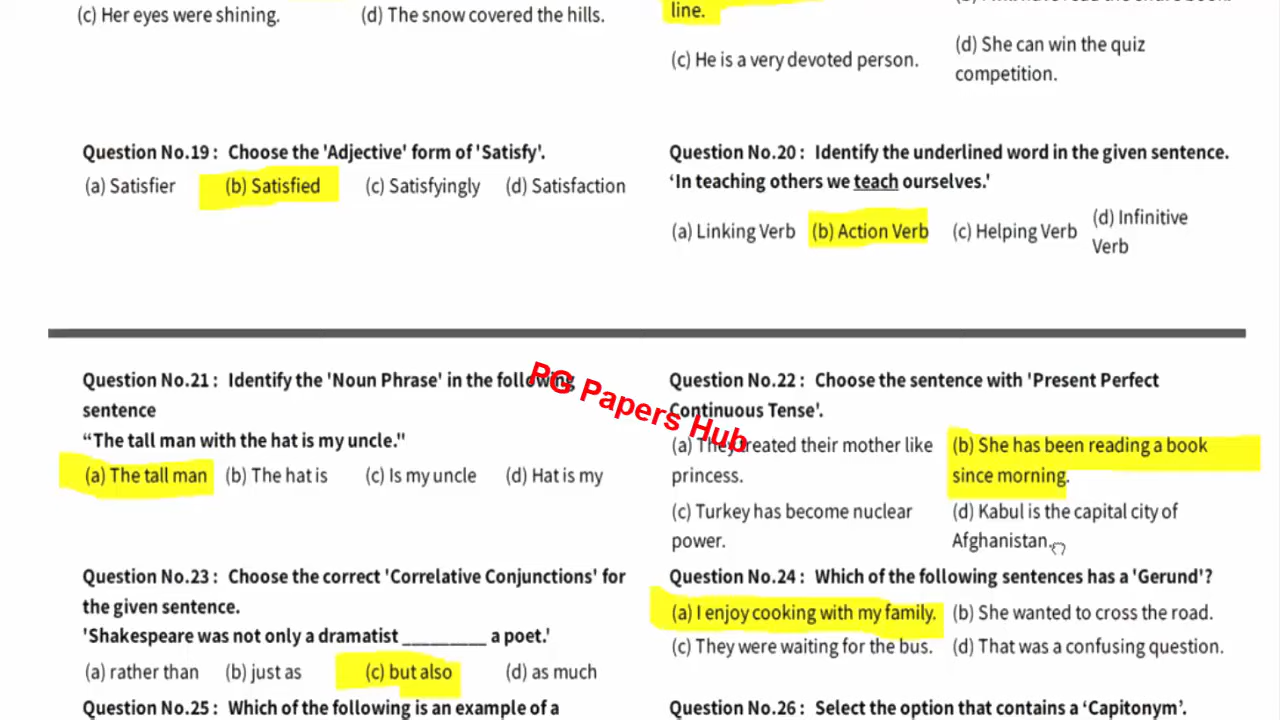 (c) Her eyes were shining. (d) The snow covered the hills.
line.
(c) He is a very devoted person. (d) She can win the quiz
competition.
Question No.19 : Choose the 'Adjective' form of 'Satisfy'.
(a) Satisfier (b) Satisfied (c) Satisfyingly (d) Satisfaction
Question No.20 : Identify the underlined word in the given sentence.
‘In teaching others we teach ourselves.'
(a) Linking Verb (b) Action Verb (c) Helping Verb (d) Infinitive
Verb
Question No.21 : Identify the 'Noun Phrase' in the following
sentence
“The tall man with the hat is my uncle."
(a) The tall man (b) The hat is (c) Is my uncle (d) Hat is my
PG Papers Hub
Question No.22 : Choose the sentence with 'Present Perfect
Continuous Tense'.
(a) They treated their mother like
princess.
(b) She has been reading a book
since morning.
(c) Turkey has become nuclear
power.
(d) Kabul is the capital city of
Afghanistan.
Question No.23 : Choose the correct 'Correlative Conjunctions' for
the given sentence.
'Shakespeare was not only a dramatist __________ a poet.'
(a) rather than (b) just as (c) but also (d) as much
Question No.24 : Which of the following sentences has a 'Gerund'?
(a) I enjoy cooking with my family. (b) She wanted to cross the road.
(c) They were waiting for the bus. (d) That was a confusing question.
Question No.25 : Which of the following is an example of a
Question No.26 : Select the option that contains a ‘Capitonym’.